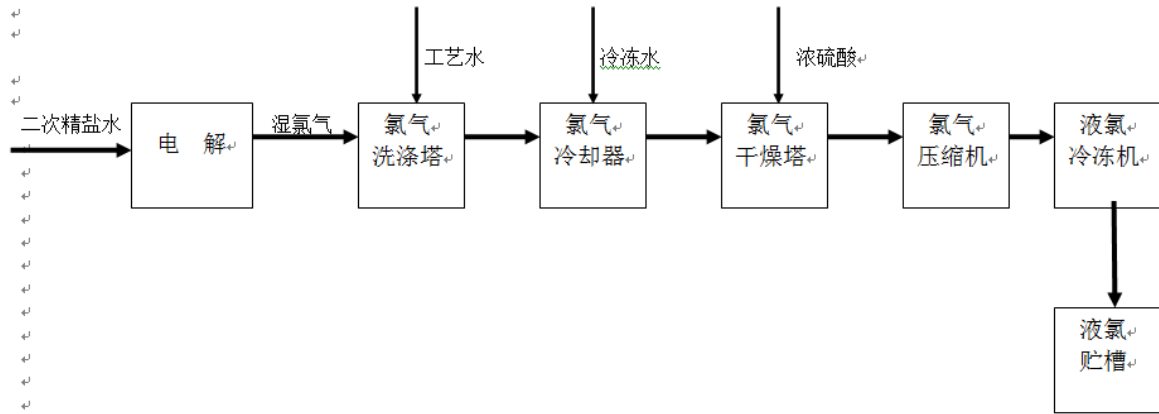 工艺水
冷冻水
浓硫酸
二次精盐水
电 解
湿氯气
氯气
洗涤塔
氯气
冷却器
氯气
干燥塔
氯气
压缩机
液氯
冷冻机
液氯
贮槽